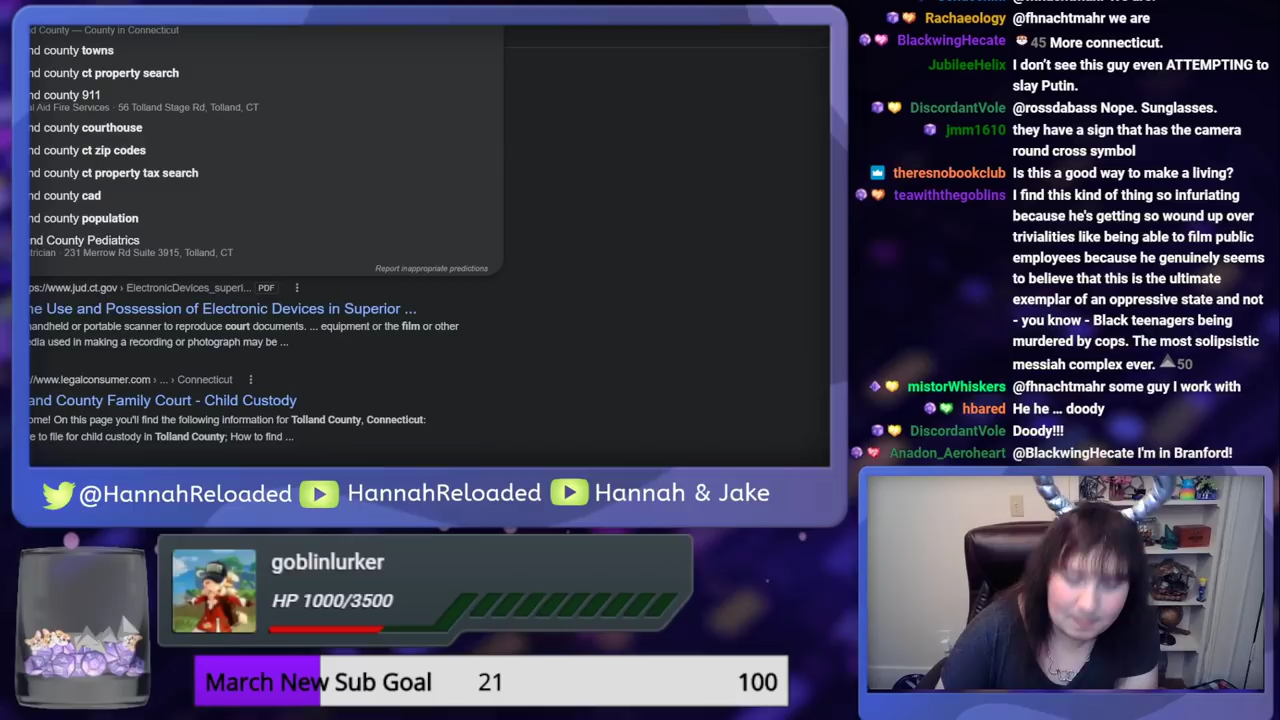 d County — County in Connecticut
nd county towns
nd county ct property search
nd county 911
al Aid Fire Services · 56 Tolland Stage Rd, Tolland, CT
nd county courthouse
nd county ct zip codes
nd county ct property tax search
nd county cad
nd county population
nd County Pediatrics
trician · 231 Merrow Rd Suite 3915, Tolland, CT
Report inappropriate predictions
ps://www.jud.ct.gov › ElectronicDevices_superi... PDF
ne Use and Possession of Electronic Devices in Superior ...
handheld or portable scanner to reproduce court documents. ... equipment or the film or other
edia used in making a recording or photograph may be ...
//www.legalconsumer.com › ... › Connecticut
and County Family Court - Child Custody
ome! On this page you'll find the following information for Tolland County, Connecticut:
e to file for child custody in Tolland County; How to find ...
@HannahReloaded HannahReloaded Hannah & Jake
goblinlurker
HP 1000/3500
March New Sub Goal 21 100
Rachaeology @fhnachtmahr we are
BlackwingHecate 45 More connecticut.
JubileeHelix I don't see this guy even ATTEMPTING to
slay Putin.
DiscordantVole @rossdabass Nope. Sunglasses.
jmm1610 they have a sign that has the camera
round cross symbol
theresnobookclub Is this a good way to make a living?
teawiththegoblins I find this kind of thing so infuriating
because he's getting so wound up over
trivialities like being able to film public
employees because he genuinely seems
to believe that this is the ultimate
exemplar of an oppressive state and not
- you know - Black teenagers being
murdered by cops. The most solipsistic
messiah complex ever. 50
mistorWhiskers @fhnachtmahr some guy I work with
hbared He he ... doody
DiscordantVole Doody!!!
Anadon_Aeroheart @BlackwingHecate I'm in Branford!